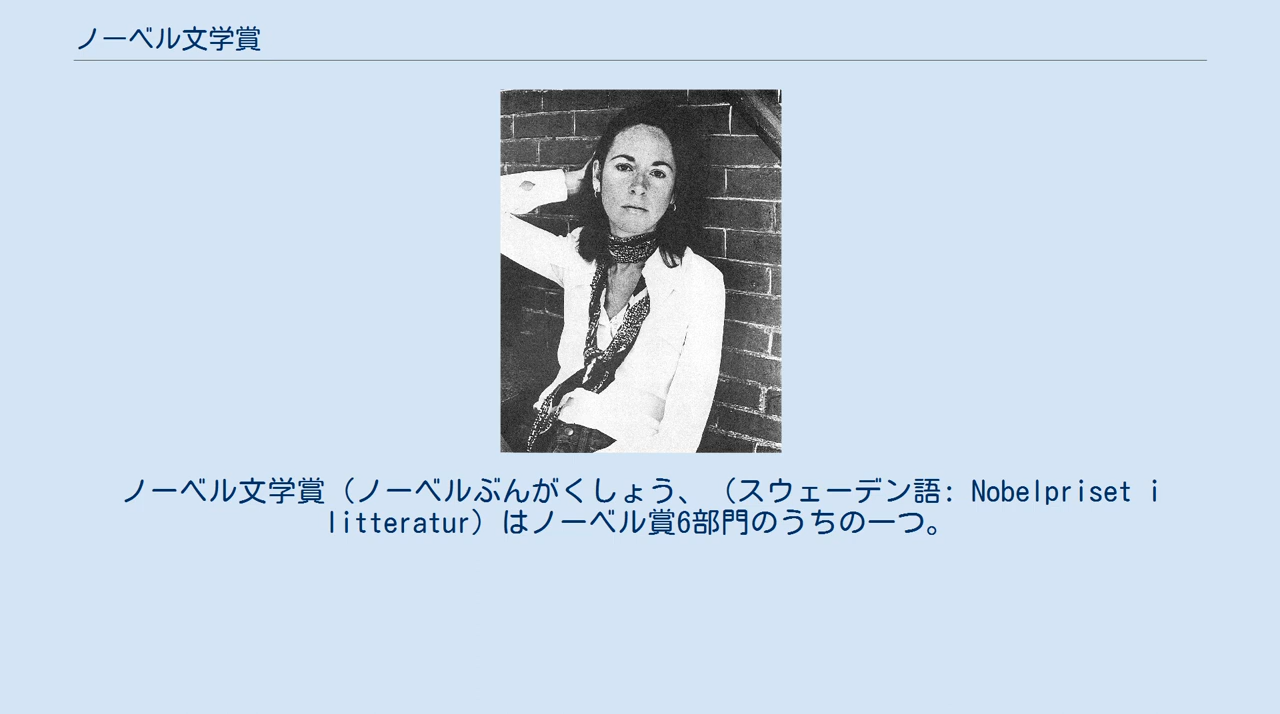 ノーベル文学賞
ノーベル文学賞（ノーベルぶんがくしょう、（スウェーデン語: Nobelpriset i
litteratur）はノーベル賞6部門のうちの一つ。